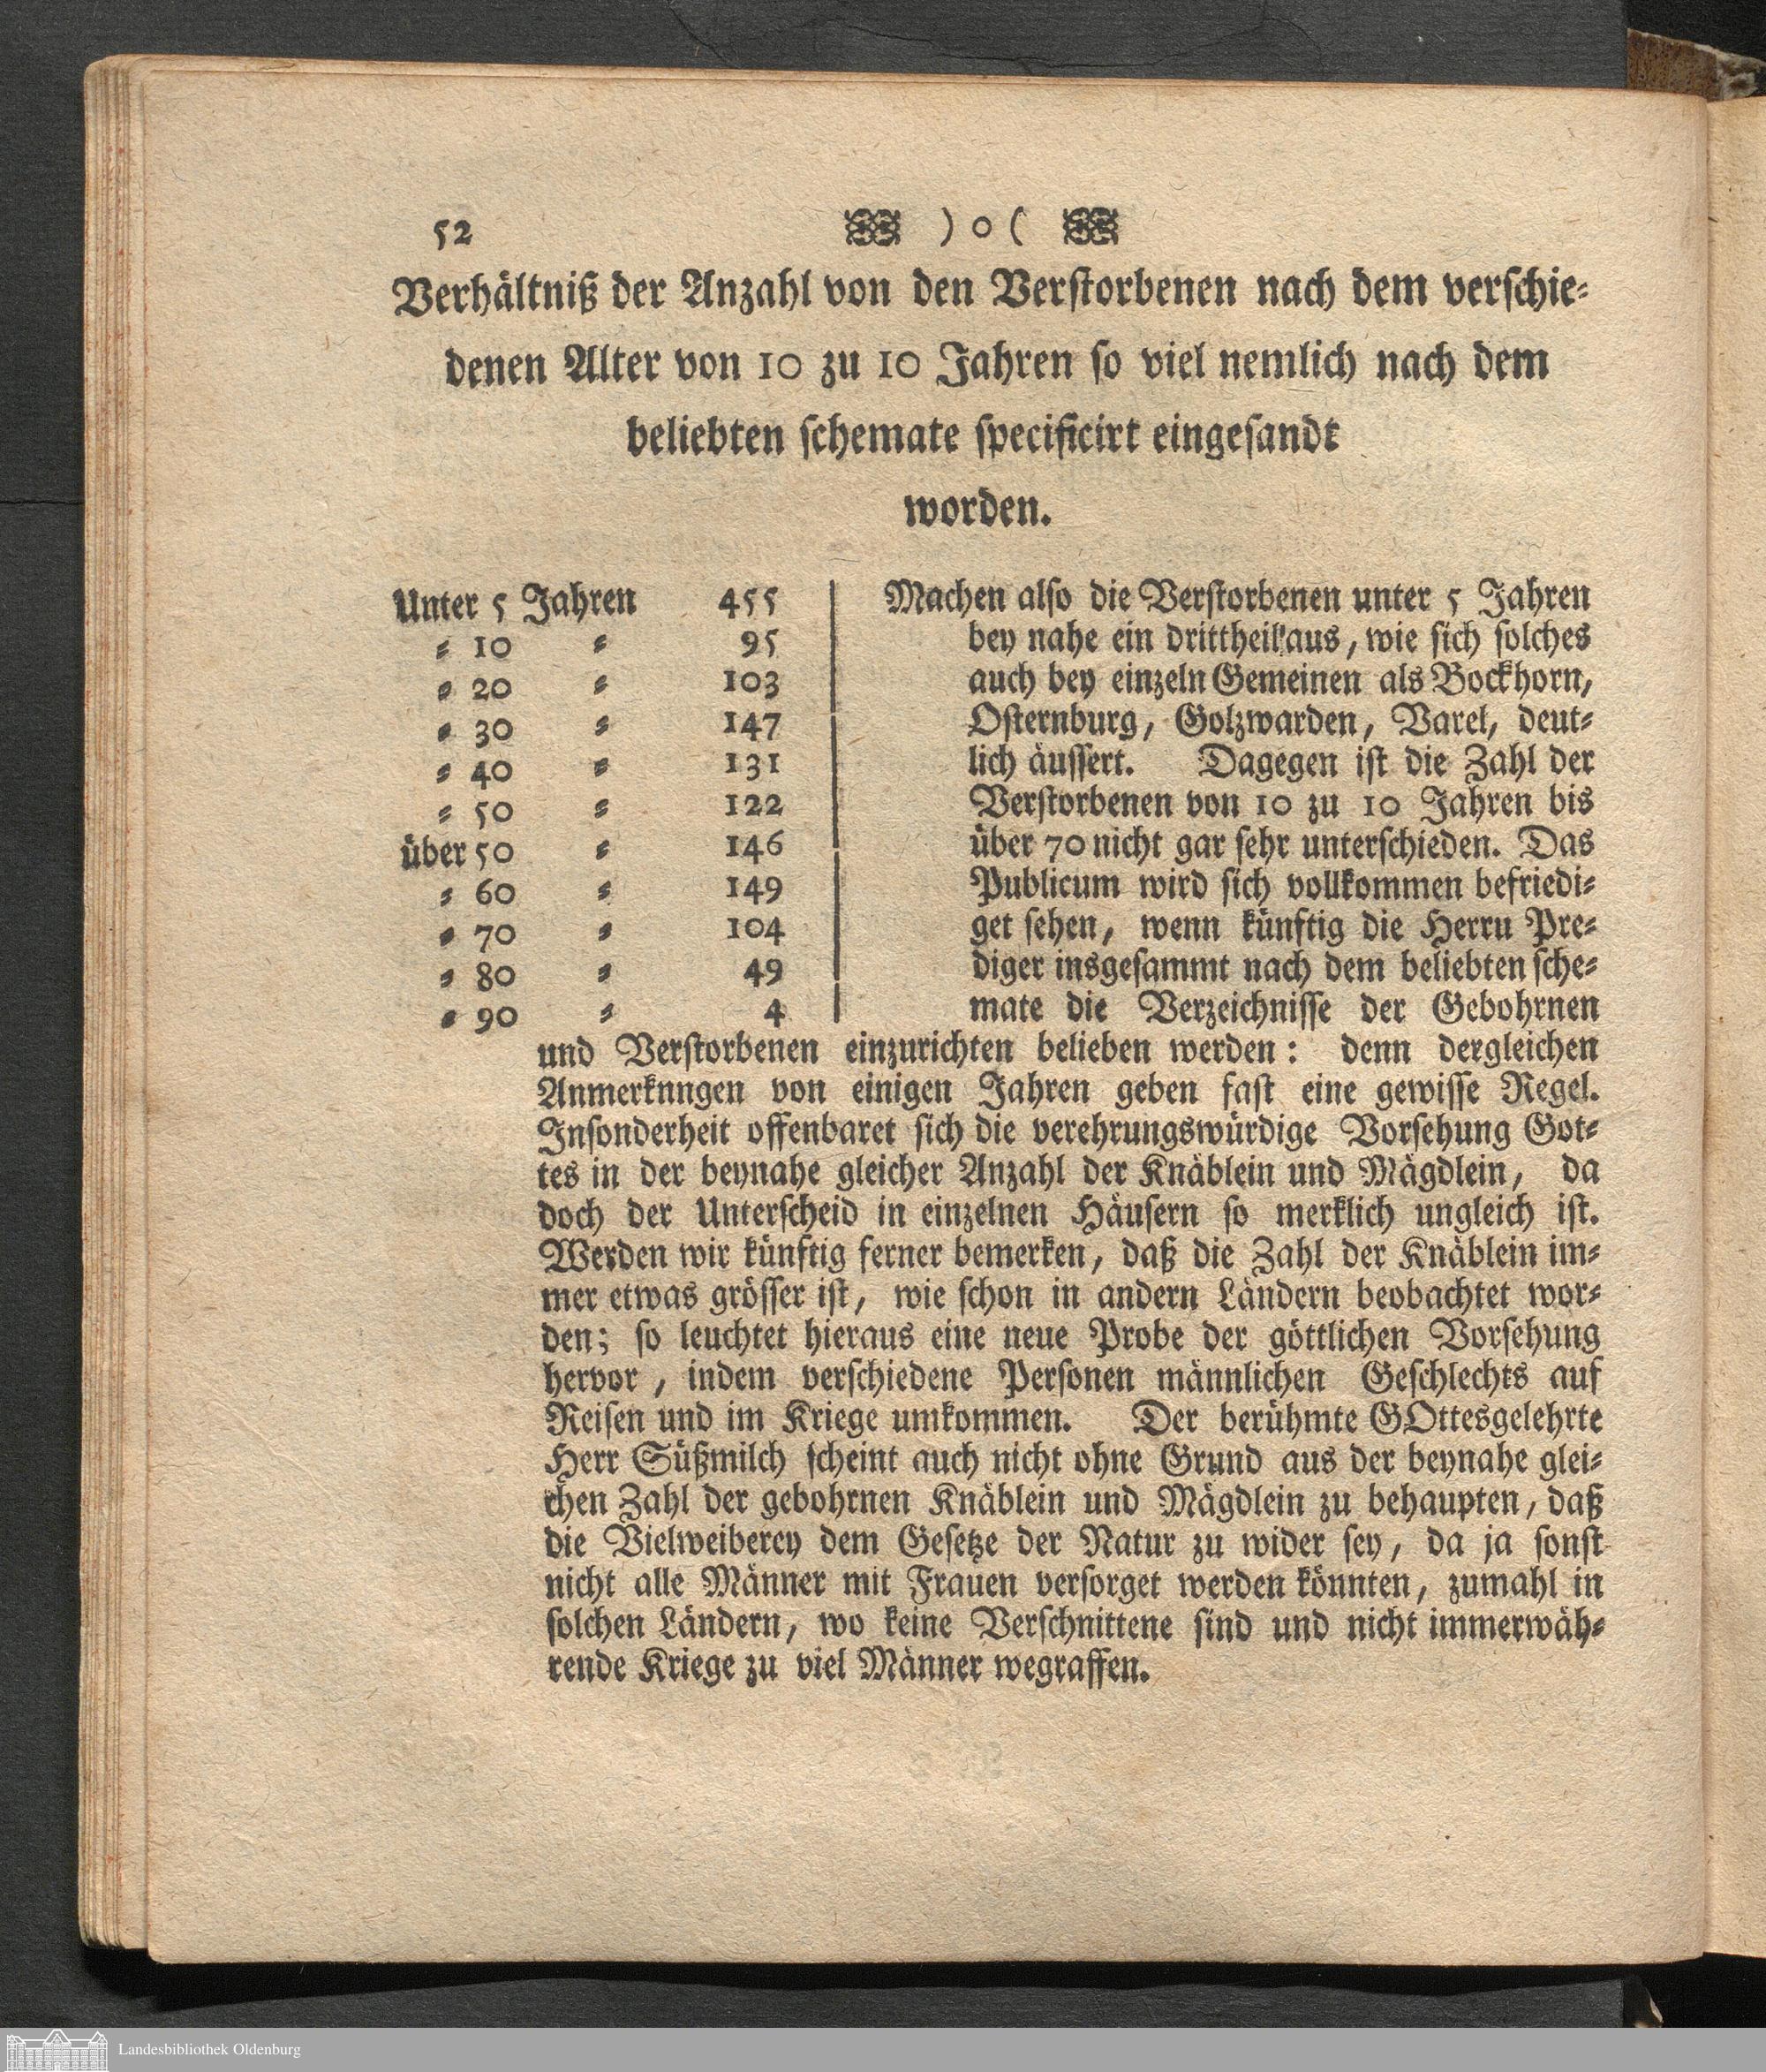 52 ) o (
Verhältniß der Anzahl von den Verstorbenen nach dem verschie-
denen Alter von 10 zu 10 Jahren so viel nemlich nach dem
beliebten schemate specificirt eingesandt
worden.
Unter 5 Jahren 455
= 10 = 95
= 20 = 103
= 30 = 147
= 40 = 131
= 50 = 122
über 50 = 146
= 60 = 149
= 70 = 104
= 80 = 49
= 90 = 4
Machen also die Verstorbenen unter 5 Jahren
bey nahe ein drittheil aus, wie sich solches
auch bey einzeln Gemeinen als Bockhorn,
Osternburg, Golzwarden, Varel, deut-
lich äussert. Dagegen ist die Zahl der
Verstorbenen von 10 zu 10 Jahren bis
über 70 nicht gar sehr unterschieden. Das
Publicum wird sich vollkommen befriedi-
get sehen, wenn künftig die Herru Pre-
diger insgesammt nach dem beliebten sche-
mate die Verzeichnisse der Gebohrnen
und Verstorbenen einzurichten belieben werden: denn dergleichen
Anmerknngen von einigen Jahren geben fast eine gewisse Regel.
Insonderheit offenbaret sich die verehrungswürdige Vorsehung Got-
tes in der beynahe gleicher Anzahl der Knäblein und Mägdlein, da
doch der Unterscheid in einzelnen Häusern so merklich ungleich ist.
Werden wir künftig ferner bemerken, daß die Zahl der Knäblein im-
mer etwas grösser ist, wie schon in andern Ländern beobachtet wor-
den; so leuchtet hieraus eine neue Probe der göttlichen Vorsehung
hervor, indem verschiedene Personen männlichen Geschlechts auf
Reisen und im Kriege umkommen. Der berühmte GOttesgelehrte
Herr Süßmilch scheint auch nicht ohne Grund aus der beynahe glei-
chen Zahl der gebohrnen Knäblein und Mägdlein zu behaupten, daß
die Vielweiberey dem Gesetze der Natur zu wider sey, da ja sonst
nicht alle Männer mit Frauen versorget werden könnten, zumahl in
solchen Ländern, wo keine Verschnittene sind und nicht immerwäh-
rende Kriege zu viel Männer wegraffen.
Landesbibliothek Oldenburg